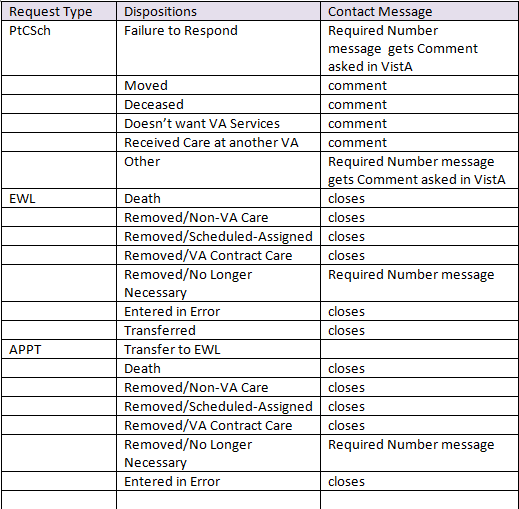 Request Type Dispositions Contact Message
PtCSch Failure to Respond Required Number
message  gets Comment
asked in VistA
Moved comment
Deceased comment
Doesn't want VA Services comment
Received Care at another VA comment
Other Required Number message
gets Comment asked in VistA
EWL Death closes
Removed/Non-VA Care closes
Removed/Scheduled-Assigned closes
Removed/VA Contract Care closes
Removed/No Longer Required Number message
Necessary
Entered in Error closes
Transferred closes
APPT Transfer to EWL
Death closes
Removed/Non-VA Care closes
Removed/Scheduled-Assigned closes
Removed/VA Contract Care closes
Removed/No Longer Required Number message
Necessary
Entered in Error closes